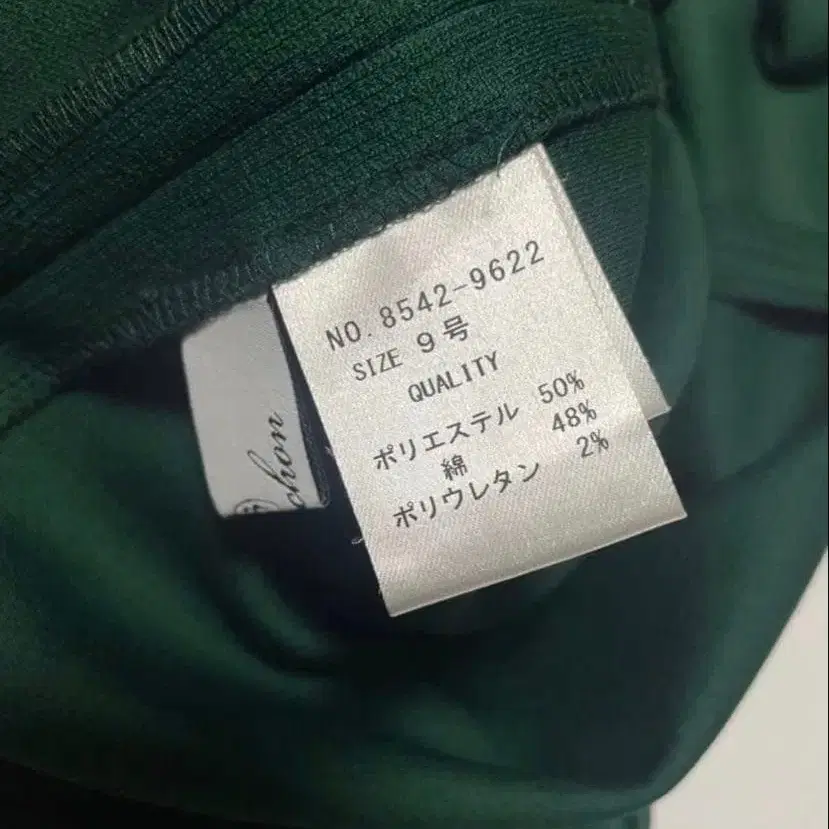 NO. 8542-9622
SIZE 9号
QUALITY
ポリエステル 50%
綿 48%
ポリウレタン 2%